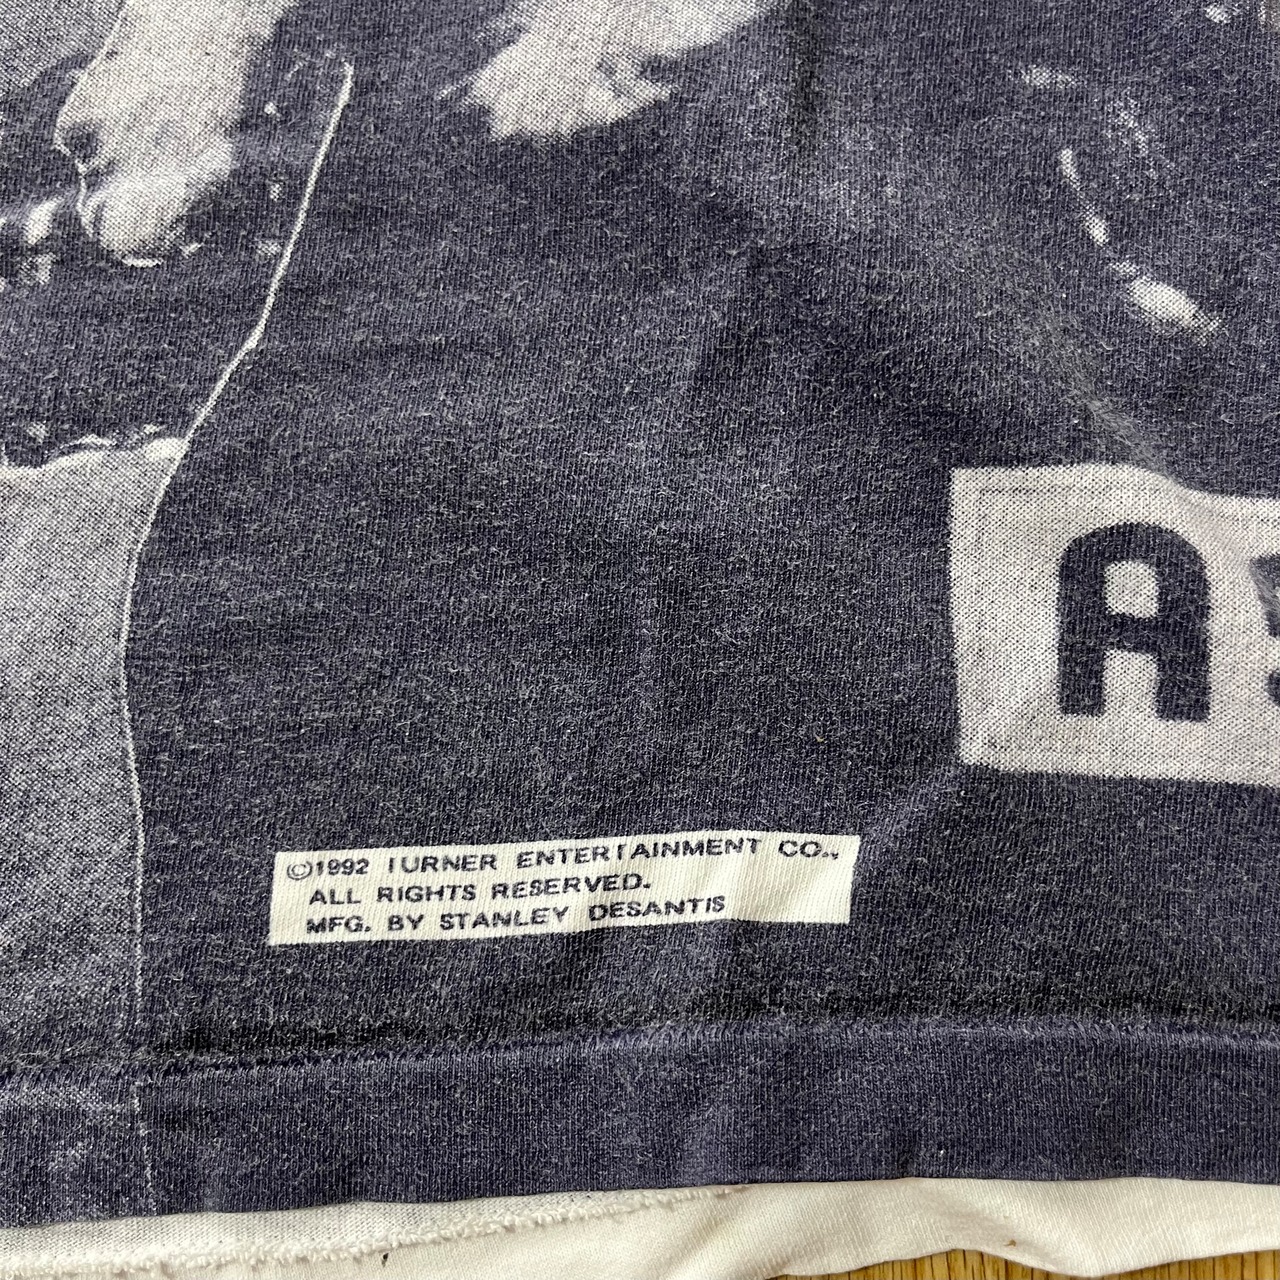 A
©1992 TURNER ENTERTAINMENT CO.,
ALL RIGHTS RESERVED.
MFG. BY STANLEY DESANTIS